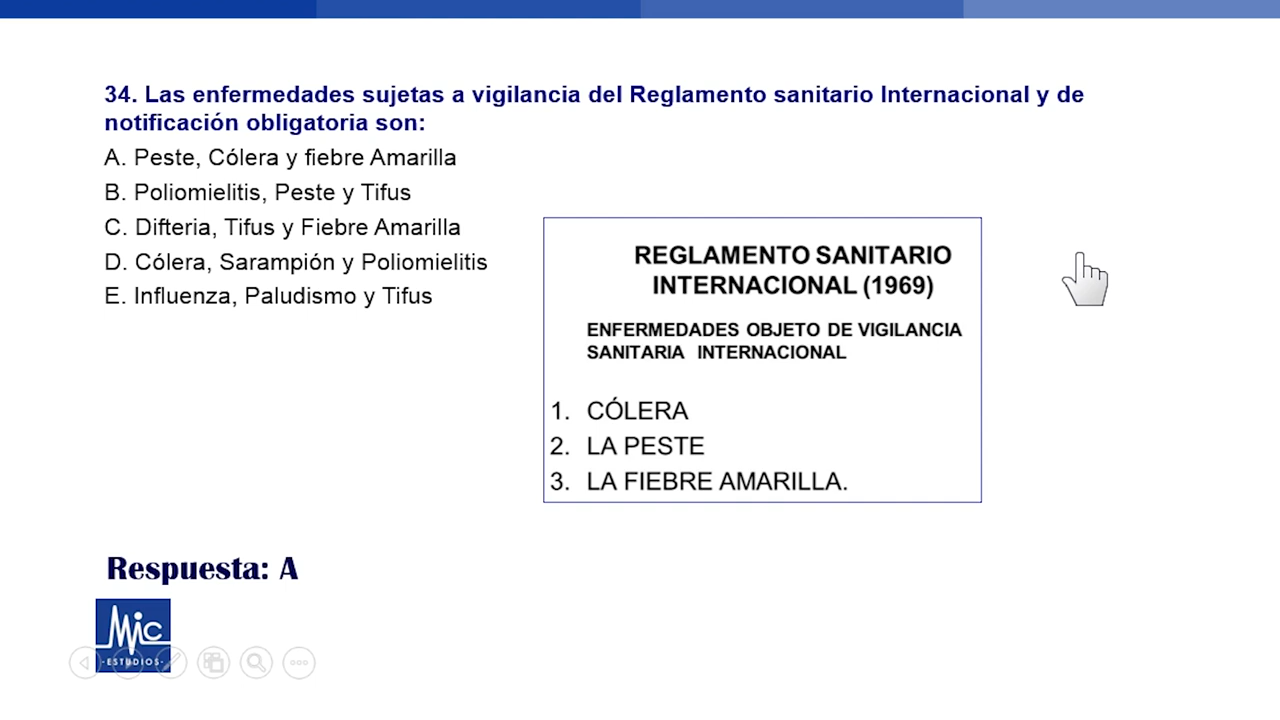 34. Las enfermedades sujetas a vigilancia del Reglamento sanitario Internacional y de
notificación obligatoria son:
A. Peste, Cólera y fiebre Amarilla
B. Poliomielitis, Peste y Tifus
C. Difteria, Tifus y Fiebre Amarilla
D. Cólera, Sarampión y Poliomielitis
E. Influenza, Paludismo y Tifus
REGLAMENTO SANITARIO
INTERNACIONAL (1969)
ENFERMEDADES OBJETO DE VIGILANCIA
SANITARIA INTERNACIONAL
1. CÓLERA
2. LA PESTE
3. LA FIEBRE AMARILLA.
Respuesta: A
Mic
-ESTUDIOS-